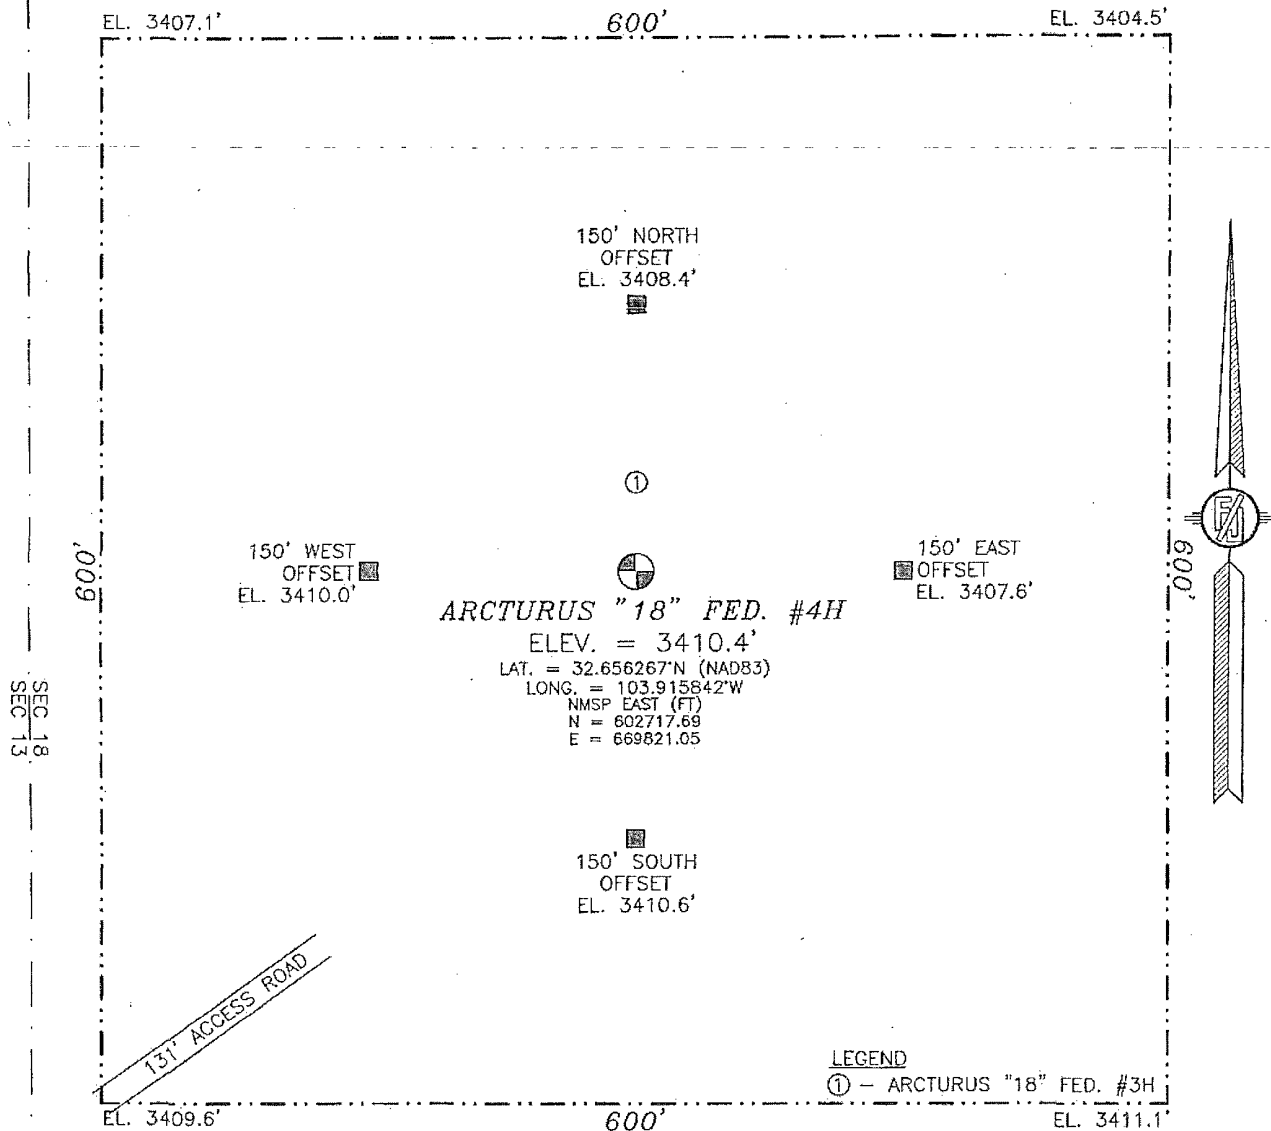 EL. 3407.1'
600'
EL. 3404.5'
150' NORTH
OFFSET
EL. 3408.4'
1
600'
150' WEST
OFFSET
EL. 3410.0'
150' EAST
OFFSET
EL. 3407.6'
600'
ARCTURUS "18" FED. #4H
ELEV. = 3410.4'
LAT. = 32.656267°N (NAD83)
LONG. = 103.915842°W
NMSP EAST (FT)
N = 602717.69
E = 669821.05
SEC 18
SEC 13
150' SOUTH
OFFSET
EL. 3410.6'
131' ACCESS ROAD
LEGEND
① – ARCTURUS "18" FED. #3H
EL. 3409.6'
600'
EL. 3411.1'